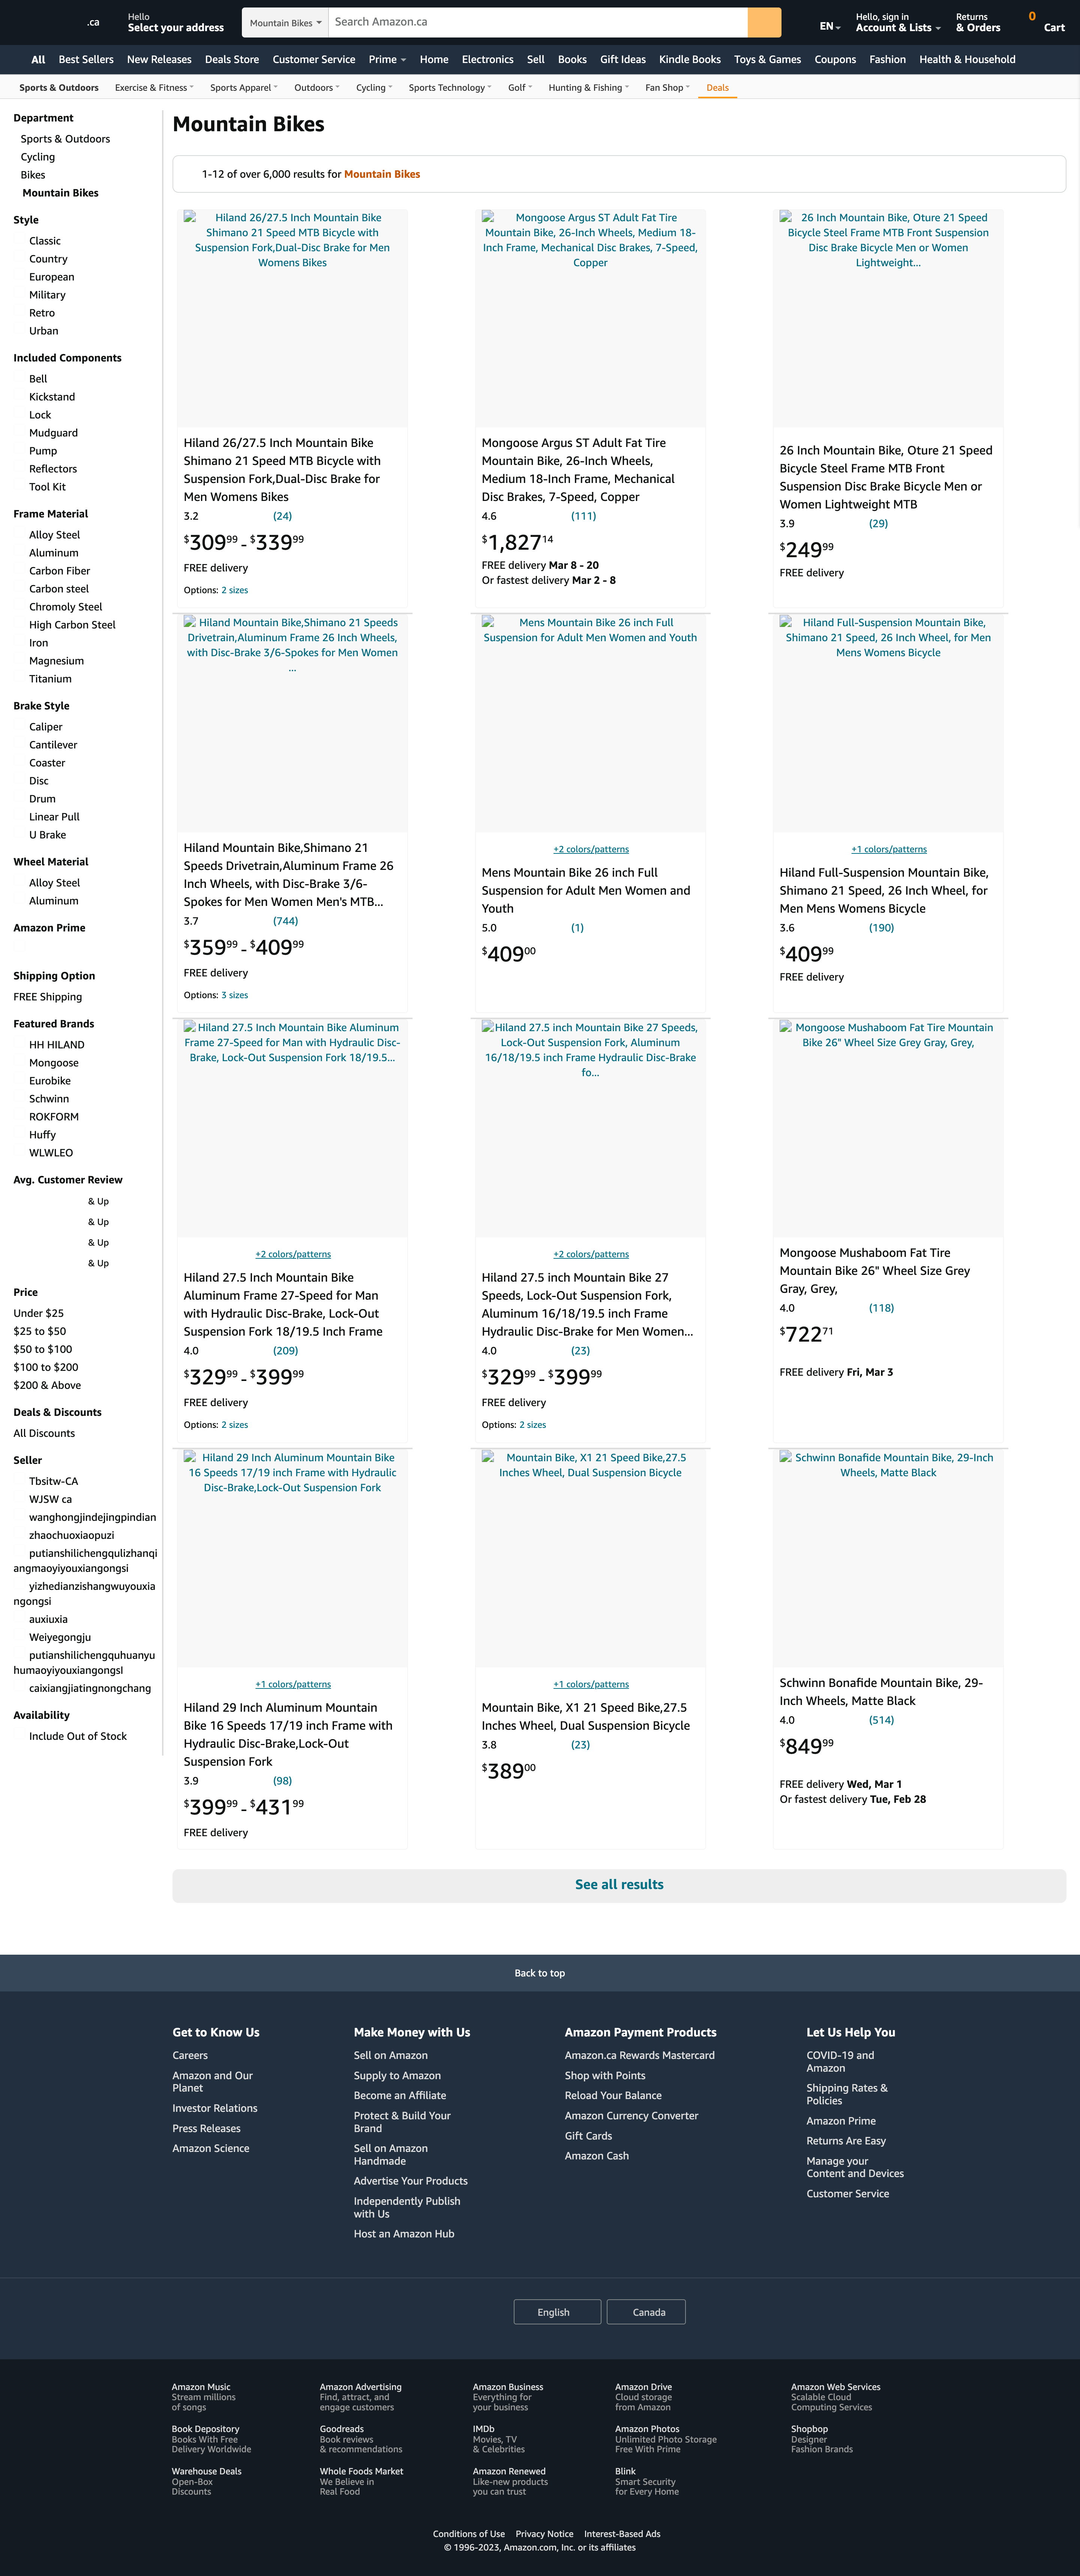 .ca
Hello
Select your address
Mountain Bikes
Search Amazon.ca
EN
Hello, sign in
Account & Lists
Returns
& Orders
0
Cart
All
Best Sellers
New Releases
Deals Store
Customer Service
Prime
Home
Electronics
Sell
Books
Gift Ideas
Kindle Books
Toys & Games
Coupons
Fashion
Health & Household
Sports & Outdoors
Exercise & Fitness
Sports Apparel
Outdoors
Cycling
Sports Technology
Golf
Hunting & Fishing
Fan Shop
Deals
Department
Sports & Outdoors
Cycling
Bikes
Mountain Bikes
Style
Classic
Country
European
Military
Retro
Urban
Included Components
Bell
Kickstand
Lock
Mudguard
Pump
Reflectors
Tool Kit
Frame Material
Alloy Steel
Aluminum
Carbon Fiber
Carbon steel
Chromoly Steel
High Carbon Steel
Iron
Magnesium
Titanium
Brake Style
Caliper
Cantilever
Coaster
Disc
Drum
Linear Pull
U Brake
Wheel Material
Alloy Steel
Aluminum
Amazon Prime
Shipping Option
FREE Shipping
Featured Brands
HH HILAND
Mongoose
Eurobike
Schwinn
ROKFORM
Huffy
WLWLEO
Avg. Customer Review
& Up
& Up
& Up
& Up
Price
Under $25
$25 to $50
$50 to $100
$100 to $200
$200 & Above
Deals & Discounts
All Discounts
Seller
Tbsitw-CA
WJSW ca
wanghongjindejingpindian
zhaochuoxiaopuzi
putianshilichengqulizhanqi
angmaoyiyouxiangongsi
yizhedianzishangwuyouxia
ngongsi
auxiuxia
Weiyegongju
putianshilichengquhuanyu
humaoyiyouxiangongsI
caixiangjiatingnongchang
Availability
Include Out of Stock
Mountain Bikes
1-12 of over 6,000 results for Mountain Bikes
Hiland 26/27.5 Inch Mountain Bike
Shimano 21 Speed MTB Bicycle with
Suspension Fork,Dual-Disc Brake for Men
Womens Bikes
Hiland 26/27.5 Inch Mountain Bike
Shimano 21 Speed MTB Bicycle with
Suspension Fork,Dual-Disc Brake for
Men Womens Bikes
3.2 (24)
$309.99 - $339.99
FREE delivery
Options: 2 sizes
Mongoose Argus ST Adult Fat Tire
Mountain Bike, 26-Inch Wheels, Medium 18-
Inch Frame, Mechanical Disc Brakes, 7-Speed,
Copper
Mongoose Argus ST Adult Fat Tire
Mountain Bike, 26-Inch Wheels,
Medium 18-Inch Frame, Mechanical
Disc Brakes, 7-Speed, Copper
4.6 (111)
$1,827 14
FREE delivery Mar 8 - 20
Or fastest delivery Mar 2 - 8
26 Inch Mountain Bike, Oture 21 Speed
Bicycle Steel Frame MTB Front Suspension
Disc Brake Bicycle Men or Women
Lightweight...
26 Inch Mountain Bike, Oture 21 Speed
Bicycle Steel Frame MTB Front
Suspension Disc Brake Bicycle Men or
Women Lightweight MTB
3.9 (29)
$249 99
FREE delivery
Hiland Mountain Bike,Shimano 21 Speeds
Drivetrain,Aluminum Frame 26 Inch Wheels,
with Disc-Brake 3/6-Spokes for Men Women
...
Hiland Mountain Bike,Shimano 21
Speeds Drivetrain,Aluminum Frame 26
Inch Wheels, with Disc-Brake 3/6-
Spokes for Men Women Men's MTB...
3.7 (744)
$359 99 - $409 99
FREE delivery
Options: 3 sizes
Mens Mountain Bike 26 inch Full
Suspension for Adult Men Women and Youth
+2 colors/patterns
Mens Mountain Bike 26 inch Full
Suspension for Adult Men Women and
Youth
5.0 (1)
$409 00
Hiland Full-Suspension Mountain Bike,
Shimano 21 Speed, 26 Inch Wheel, for Men
Mens Womens Bicycle
+1 colors/patterns
Hiland Full-Suspension Mountain Bike,
Shimano 21 Speed, 26 Inch Wheel, for
Men Mens Womens Bicycle
3.6 (190)
$409 99
FREE delivery
Hiland 27.5 Inch Mountain Bike Aluminum
Frame 27-Speed for Man with Hydraulic Disc-
Brake, Lock-Out Suspension Fork 18/19.5...
+2 colors/patterns
Hiland 27.5 Inch Mountain Bike
Aluminum Frame 27-Speed for Man
with Hydraulic Disc-Brake, Lock-Out
Suspension Fork 18/19.5 Inch Frame
4.0 (209)
$329 99 - $399 99
FREE delivery
Options: 2 sizes
Hiland 27.5 inch Mountain Bike 27 Speeds,
Lock-Out Suspension Fork, Aluminum
16/18/19.5 inch Frame Hydraulic Disc-Brake
fo...
+2 colors/patterns
Hiland 27.5 inch Mountain Bike 27
Speeds, Lock-Out Suspension Fork,
Aluminum 16/18/19.5 inch Frame
Hydraulic Disc-Brake for Men Women...
4.0 (23)
$329 99 - $399 99
FREE delivery
Options: 2 sizes
Mongoose Mushaboom Fat Tire Mountain
Bike 26" Wheel Size Grey Gray, Grey,
Mongoose Mushaboom Fat Tire
Mountain Bike 26" Wheel Size Grey
Gray, Grey,
4.0 (118)
$722 71
FREE delivery Fri, Mar 3
Hiland 29 Inch Aluminum Mountain Bike
16 Speeds 17/19 inch Frame with Hydraulic
Disc-Brake,Lock-Out Suspension Fork
+1 colors/patterns
Hiland 29 Inch Aluminum Mountain
Bike 16 Speeds 17/19 inch Frame with
Hydraulic Disc-Brake,Lock-Out
Suspension Fork
3.9 (98)
$399 99 - $431 99
FREE delivery
Mountain Bike, X1 21 Speed Bike,27.5
Inches Wheel, Dual Suspension Bicycle
+1 colors/patterns
Mountain Bike, X1 21 Speed Bike,27.5
Inches Wheel, Dual Suspension Bicycle
3.8 (23)
$389 00
Schwinn Bonafide Mountain Bike, 29-Inch
Wheels, Matte Black
Schwinn Bonafide Mountain Bike, 29-
Inch Wheels, Matte Black
4.0 (514)
$849 99
FREE delivery Wed, Mar 1
Or fastest delivery Tue, Feb 28
See all results
Back to top
Get to Know Us
Careers
Amazon and Our
Planet
Investor Relations
Press Releases
Amazon Science
Make Money with Us
Sell on Amazon
Supply to Amazon
Become an Affiliate
Protect & Build Your
Brand
Sell on Amazon
Handmade
Advertise Your Products
Independently Publish
with Us
Host an Amazon Hub
Amazon Payment Products
Amazon.ca Rewards Mastercard
Shop with Points
Reload Your Balance
Amazon Currency Converter
Gift Cards
Amazon Cash
Let Us Help You
COVID-19 and
Amazon
Shipping Rates &
Policies
Amazon Prime
Returns Are Easy
Manage your
Content and Devices
Customer Service
English
Canada
Amazon Music
Stream millions
of songs
Amazon Advertising
Find, attract, and
engage customers
Amazon Business
Everything for
your business
Amazon Drive
Cloud storage
from Amazon
Amazon Web Services
Scalable Cloud
Computing Services
Book Depository
Books With Free
Delivery Worldwide
Goodreads
Book reviews
& recommendations
IMDb
Movies, TV
& Celebrities
Amazon Photos
Unlimited Photo Storage
Free With Prime
Shopbop
Designer
Fashion Brands
Warehouse Deals
Open-Box
Discounts
Whole Foods Market
We Believe in
Real Food
Amazon Renewed
Like-new products
you can trust
Blink
Smart Security
for Every Home
Conditions of Use
Privacy Notice
Interest-Based Ads
© 1996-2023, Amazon.com, Inc. or its affiliates